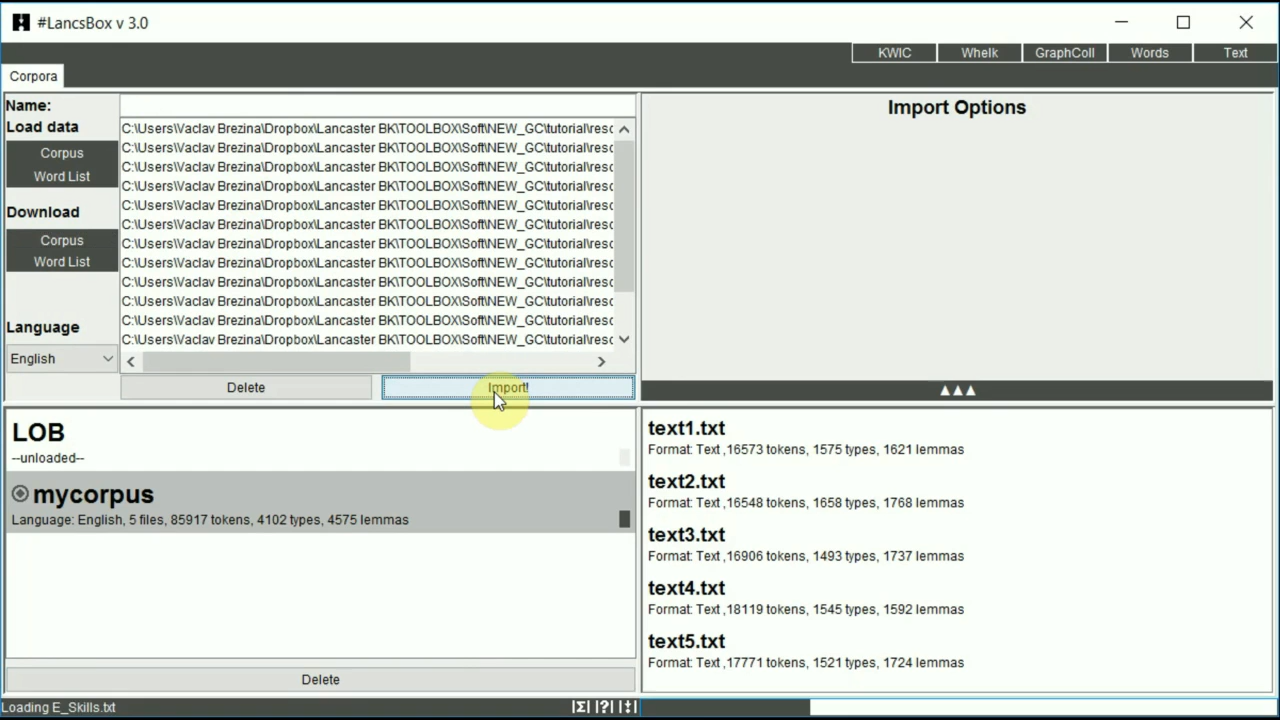 #LancsBox v 3.0
KWIC Whelk GraphColl Words Text
Corpora
Name:
Load data
Corpus
Word List
Download
Corpus
Word List
Language
English
C:\Users\Vaclav Brezina\Dropbox\Lancaster BK\TOOLBOX\Soft\NEW_GC\tutorial\resc
C:\Users\Vaclav Brezina\Dropbox\Lancaster BK\TOOLBOX\Soft\NEW_GC\tutorial\resc
C:\Users\Vaclav Brezina\Dropbox\Lancaster BK\TOOLBOX\Soft\NEW_GC\tutorial\resc
C:\Users\Vaclav Brezina\Dropbox\Lancaster BK\TOOLBOX\Soft\NEW_GC\tutorial\resc
C:\Users\Vaclav Brezina\Dropbox\Lancaster BK\TOOLBOX\Soft\NEW_GC\tutorial\resc
C:\Users\Vaclav Brezina\Dropbox\Lancaster BK\TOOLBOX\Soft\NEW_GC\tutorial\resc
C:\Users\Vaclav Brezina\Dropbox\Lancaster BK\TOOLBOX\Soft\NEW_GC\tutorial\resc
C:\Users\Vaclav Brezina\Dropbox\Lancaster BK\TOOLBOX\Soft\NEW_GC\tutorial\resc
C:\Users\Vaclav Brezina\Dropbox\Lancaster BK\TOOLBOX\Soft\NEW_GC\tutorial\resc
C:\Users\Vaclav Brezina\Dropbox\Lancaster BK\TOOLBOX\Soft\NEW_GC\tutorial\resc
C:\Users\Vaclav Brezina\Dropbox\Lancaster BK\TOOLBOX\Soft\NEW_GC\tutorial\resc
C:\Users\Vaclav Brezina\Dropbox\Lancaster BK\TOOLBOX\Soft\NEW_GC\tutorial\resc
Delete Import!
Import Options
LOB
--unloaded--
mycorpus
Language: English, 5 files, 85917 tokens, 4102 types, 4575 lemmas
Delete
text1.txt
Format: Text ,16573 tokens, 1575 types, 1621 lemmas
text2.txt
Format: Text ,16548 tokens, 1658 types, 1768 lemmas
text3.txt
Format: Text ,16906 tokens, 1493 types, 1737 lemmas
text4.txt
Format: Text ,18119 tokens, 1545 types, 1592 lemmas
text5.txt
Format: Text ,17771 tokens, 1521 types, 1724 lemmas
Loading E_Skills.txt |Σ| |?| |‡|